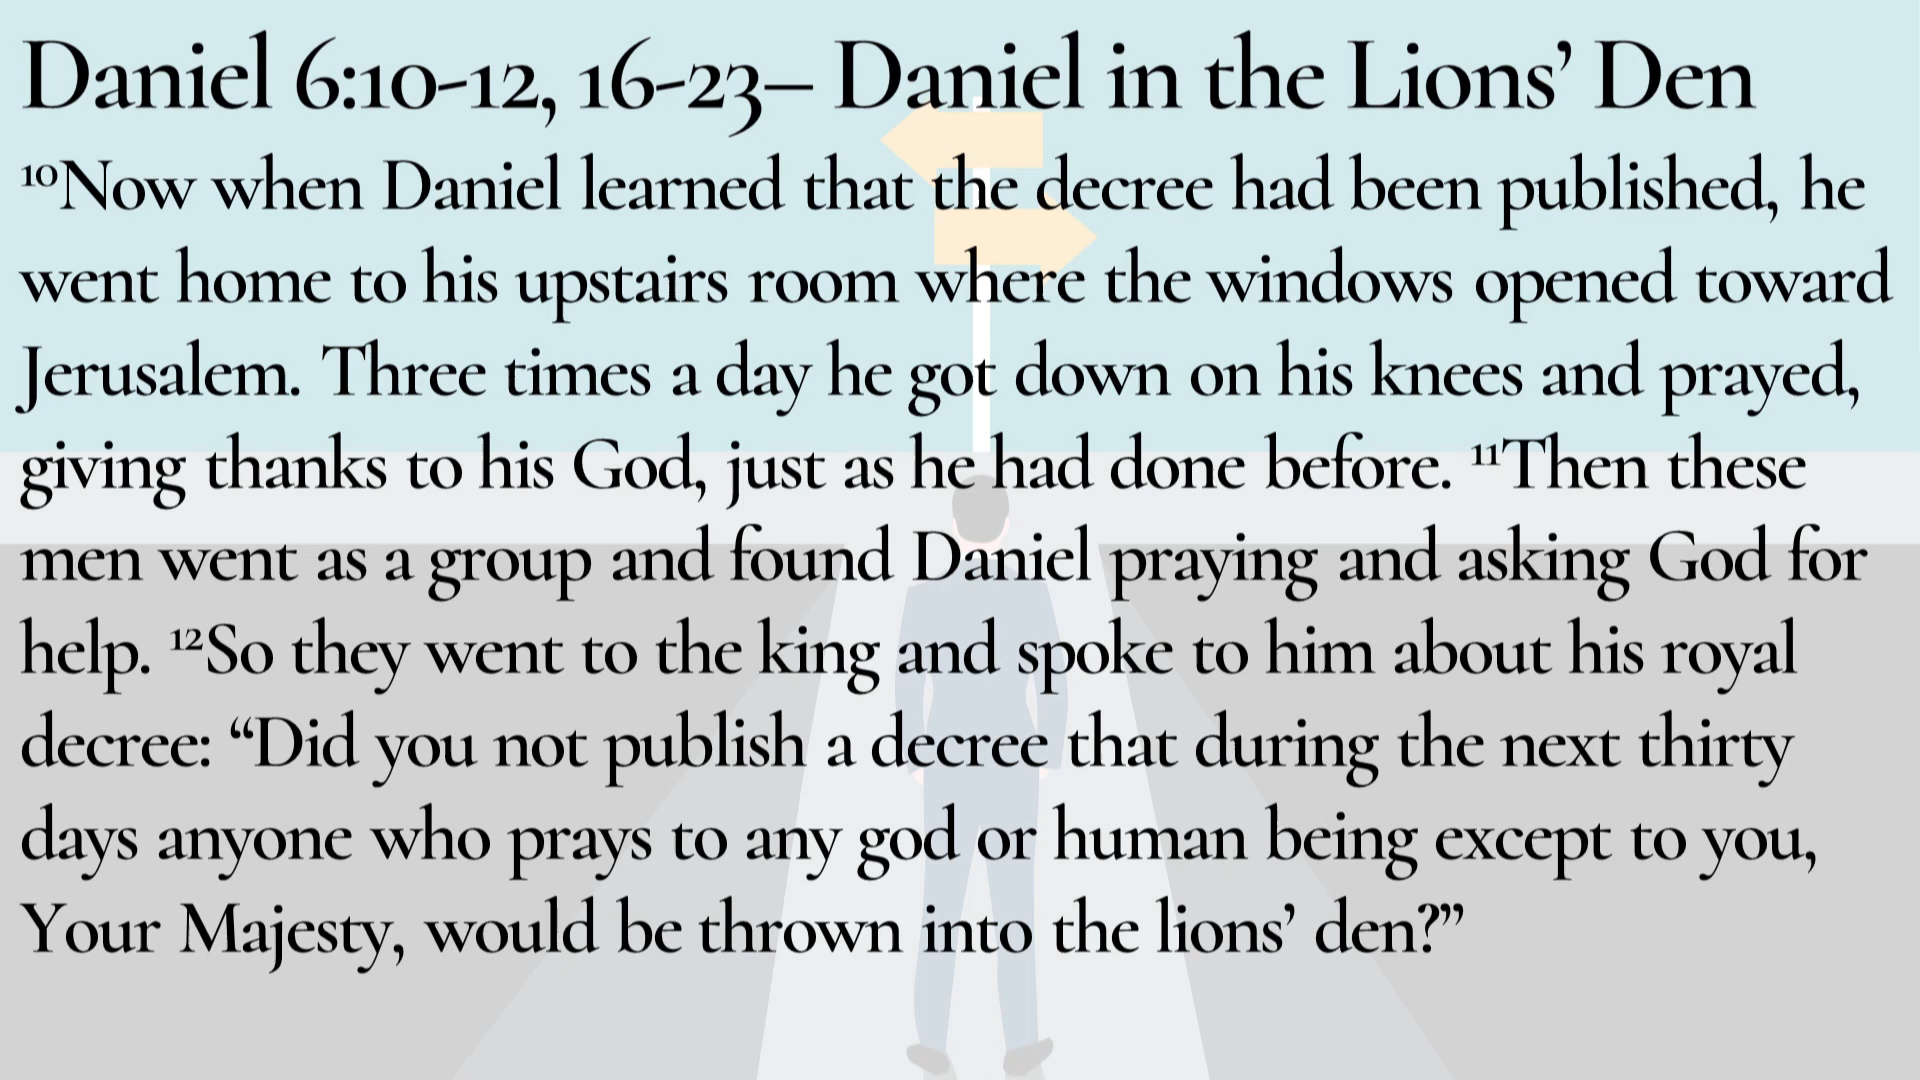 Daniel 6:10-12, 16-23– Daniel in the Lions’ Den
¹⁰Now when Daniel learned that the decree had been published, he
went home to his upstairs room where the windows opened toward
Jerusalem. Three times a day he got down on his knees and prayed,
giving thanks to his God, just as he had done before. ¹¹Then these
men went as a group and found Daniel praying and asking God for
help. ¹²So they went to the king and spoke to him about his royal
decree: “Did you not publish a decree that during the next thirty
days anyone who prays to any god or human being except to you,
Your Majesty, would be thrown into the lions’ den?”